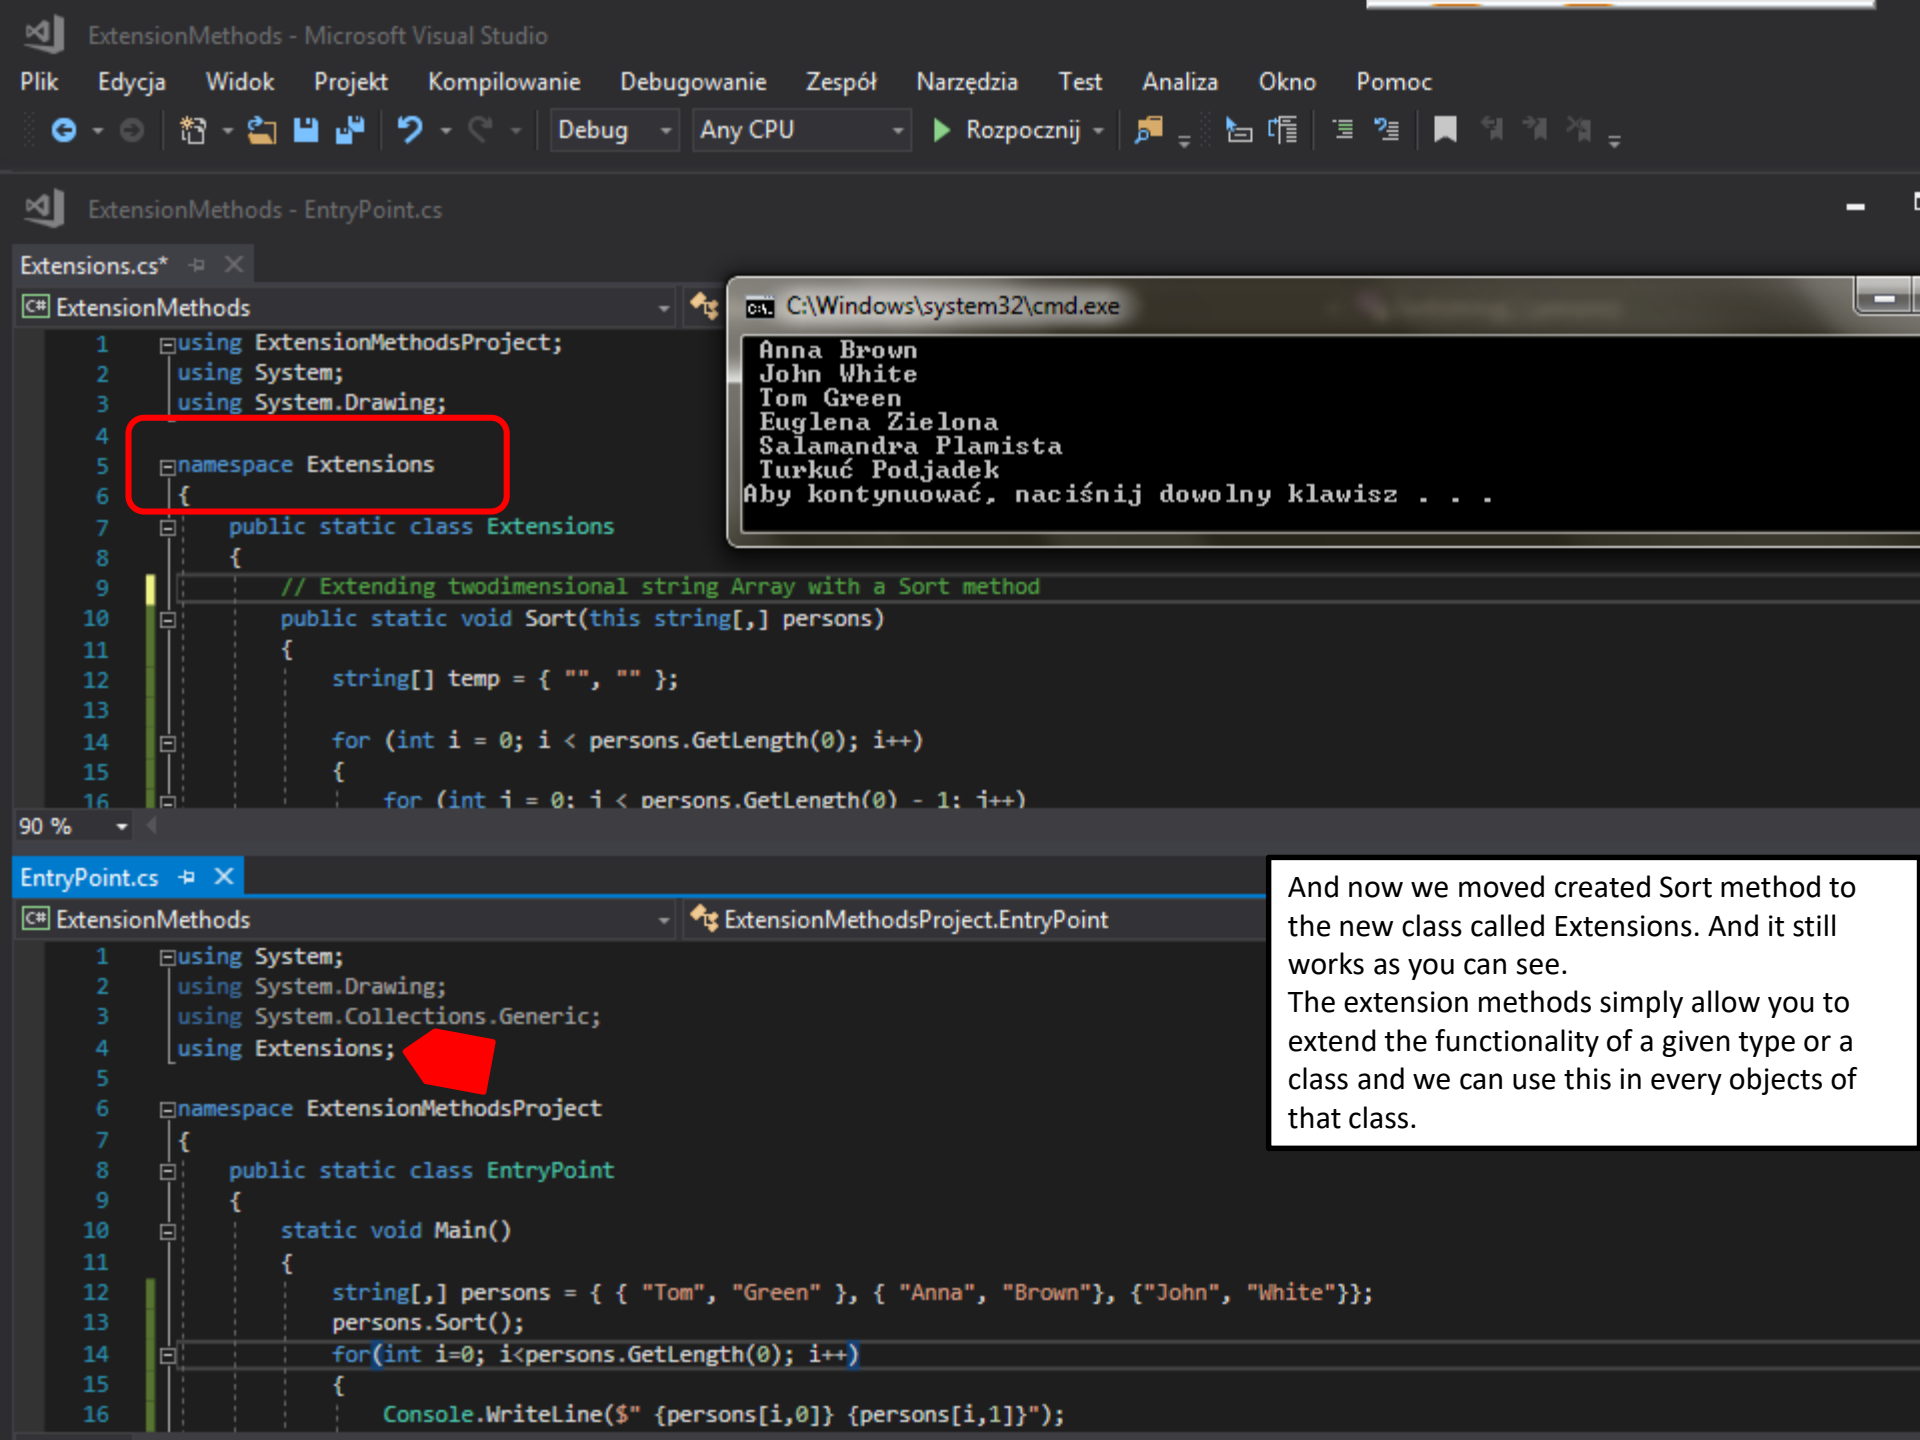 ExtensionMethods - Microsoft Visual Studio
Plik Edycja Widok Projekt Kompilowanie Debugowanie Zespół Narzędzia Test Analiza Okno Pomoc
Debug Any CPU Rozpocznij
ExtensionMethods - EntryPoint.cs
Extensions.cs*
C# ExtensionMethods
1 using ExtensionMethodsProject;
2 using System;
3 using System.Drawing;
4
5 namespace Extensions
6 {
7 public static class Extensions
8 {
9 // Extending twodimensional string Array with a Sort method
10 public static void Sort(this string[,] persons)
11 {
12 string[] temp = { "", "" };
13
14 for (int i = 0; i < persons.GetLength(0); i++)
15 {
16 for (int j = 0; j < persons.GetLength(0) - 1; j++)
90 %
C:\Windows\system32\cmd.exe
Anna Brown
John White
Tom Green
Euglena Zielona
Salamandra Plamista
Turkuć Podjadek
Aby kontynuować, naciśnij dowolny klawisz . . .
EntryPoint.cs
C# ExtensionMethods ExtensionMethodsProject.EntryPoint
1 using System;
2 using System.Drawing;
3 using System.Collections.Generic;
4 using Extensions;
5
6 namespace ExtensionMethodsProject
7 {
8 public static class EntryPoint
9 {
10 static void Main()
11 {
12 string[,] persons = { { "Tom", "Green" }, { "Anna", "Brown"}, {"John", "White"}};
13 persons.Sort();
14 for(int i=0; i<persons.GetLength(0); i++)
15 {
16 Console.WriteLine($" {persons[i,0]} {persons[i,1]}");
And now we moved created Sort method to
the new class called Extensions. And it still
works as you can see.
The extension methods simply allow you to
extend the functionality of a given type or a
class and we can use this in every objects of
that class.